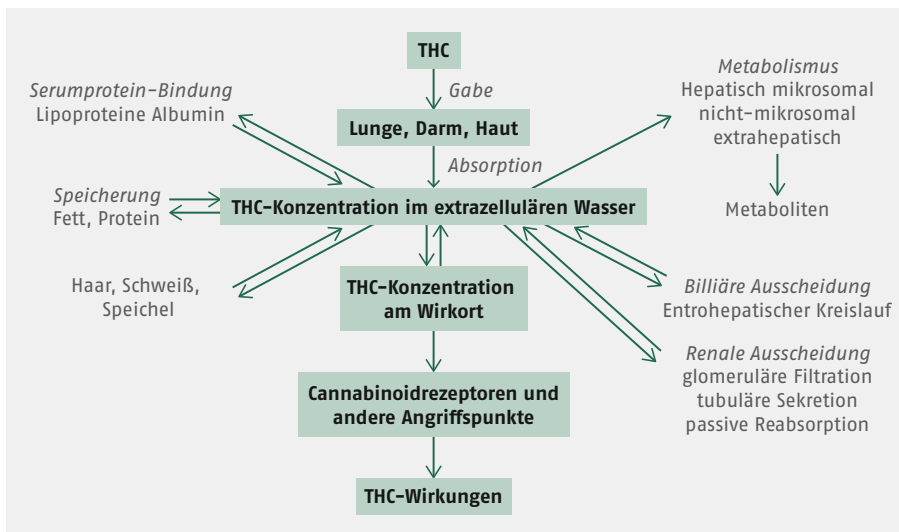 THC
Gabe
Lunge, Darm, Haut
Absorption
THC-Konzentration im extrazellulären Wasser
Serumprotein-Bindung
Lipoproteine Albumin
Speicherung
Fett, Protein
Haar, Schweiß,
Speichel
Metabolismus
Hepatisch mikrosomal
nicht-mikrosomal
extrahepatisch
Metaboliten
Billiäre Ausscheidung
Entrohepatischer Kreislauf
Renale Ausscheidung
glomeruläre Filtration
tubuläre Sekretion
passive Reabsorption
THC-Konzentration
am Wirkort
Cannabinoidrezeptoren und
andere Angriffspunkte
THC-Wirkungen